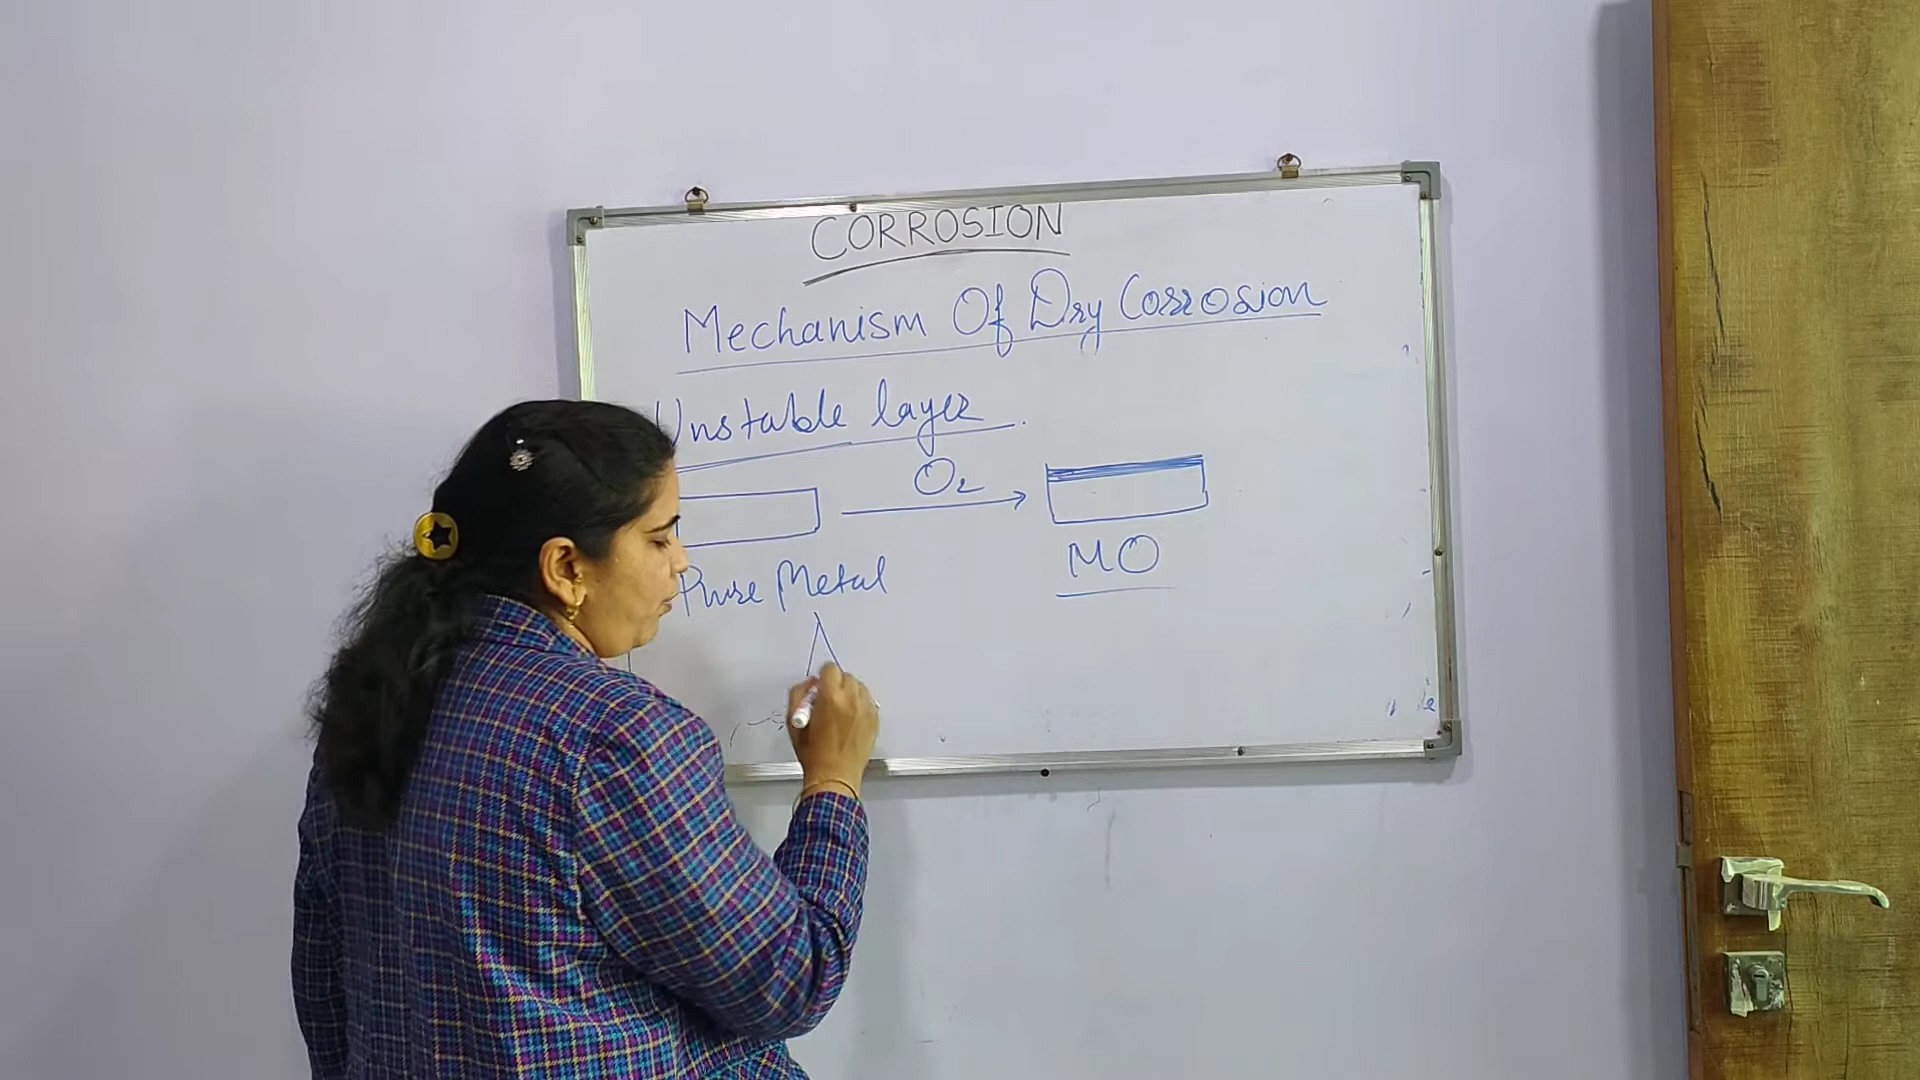 CORROSION
Mechanism Of Dry Corrosion
Unstable layer.
O₂
Pure Metal
MO